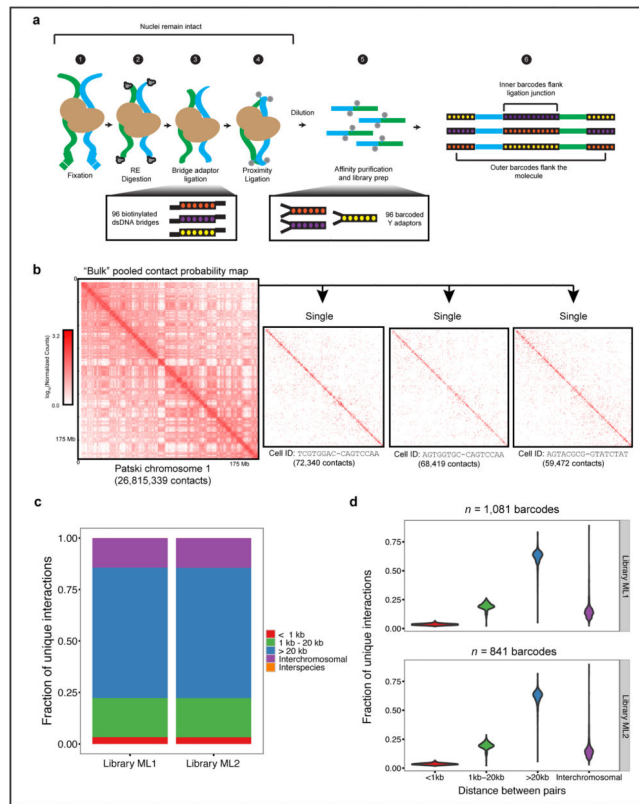 a
Nuclei remain intact
1
2
3
4
5
6
Inner barcodes flank
ligation junction
Dilution
Fixation
RE
Digestion
Bridge adaptor
ligation
Proximity
Ligation
Affinity purification
and library prep
Outer barcodes flank the
molecule
96 biotinylated
dsDNA bridges
96 barcoded
Y adaptors
b
"Bulk" pooled contact probability map
0
Single
Single
Single
3.2
log10(Normalized Counts)
0.0
175 Mb
175 Mb
Patski chromosome 1
(26,815,339 contacts)
Cell ID: TCGTGGAC-CAGTCCAA
(72,340 contacts)
Cell ID: AGTGGTGC-CAGTCCAA
(68,419 contacts)
Cell ID: AGTACGCG-GTATCTAT
(59,472 contacts)
c
Fraction of unique interactions
1.00
0.75
0.50
0.25
0.00
Library ML1
Library ML2
< 1 kb
1 kb - 20 kb
> 20 kb
Interchromosomal
Interspecies
d
n = 1,081 barcodes
Fraction of unique interactions
0.75
0.50
0.25
0.00
Library ML1
n = 841 barcodes
0.75
0.50
0.25
0.00
Library ML2
<1kb
1kb–20kb
>20kb
Interchromosomal
Distance between pairs